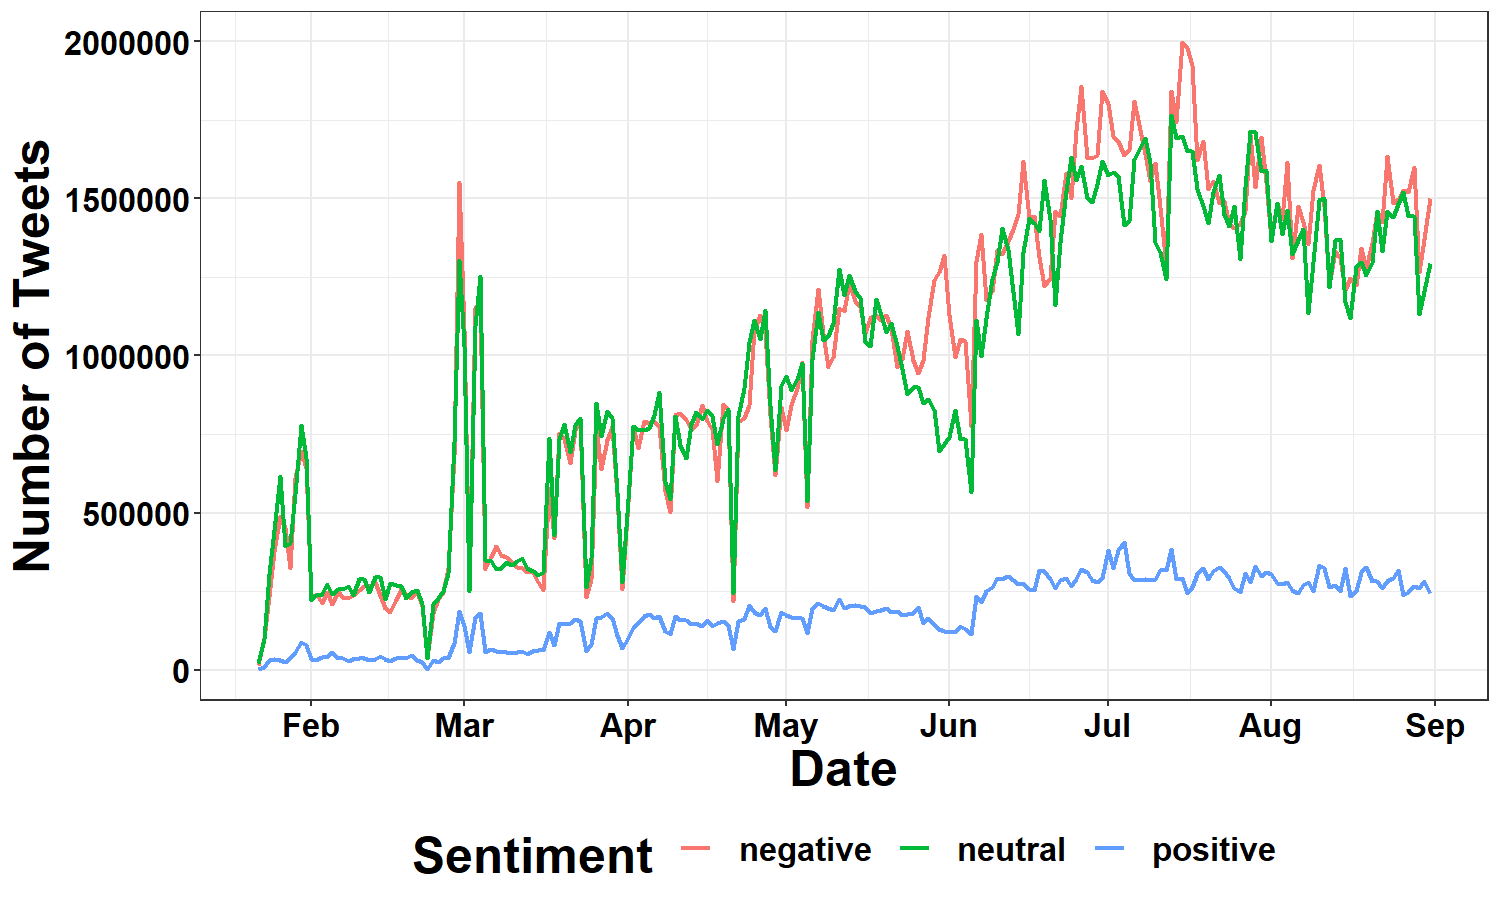 Number of Tweets
2000000
1500000
1000000
500000
0
Feb Mar Apr May Jun Jul Aug Sep
Date
Sentiment negative neutral positive